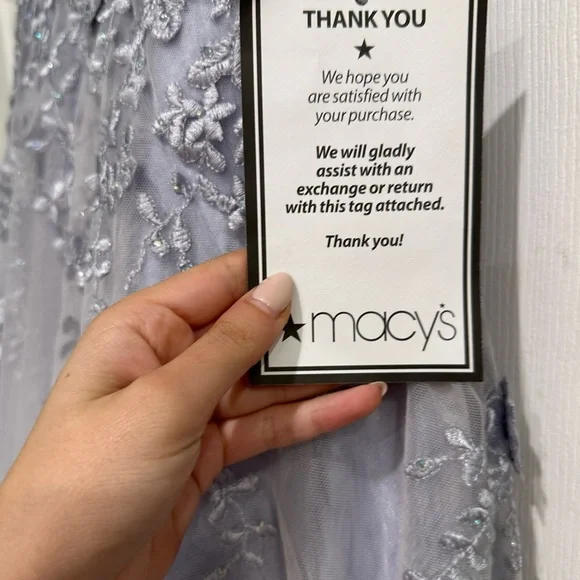 THANK YOU
★
We hope you
are satisfied with
your purchase.
We will gladly
assist with an
exchange or return
with this tag attached.
Thank you!
★macy's